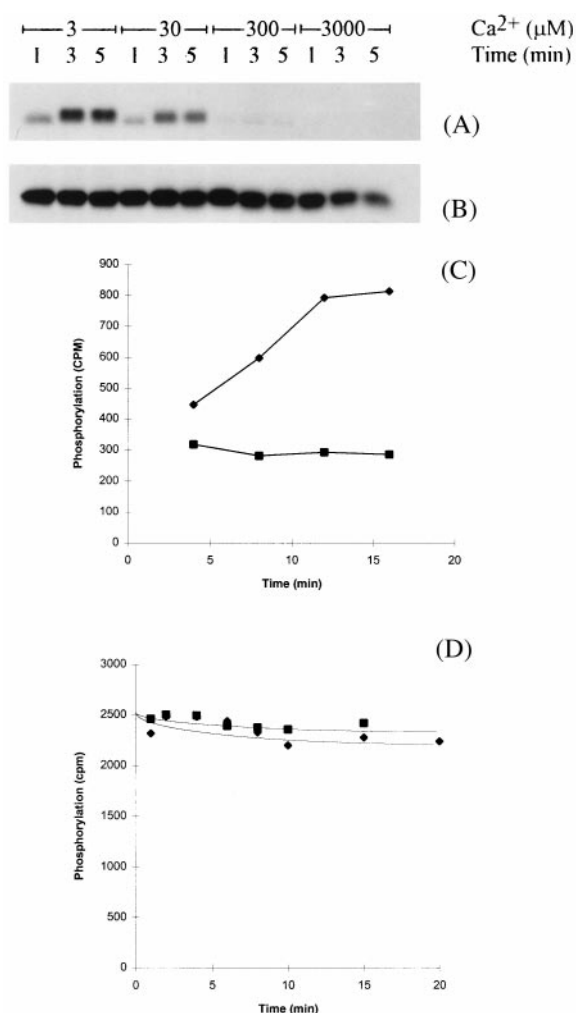 3 30 300 3000 Ca2+ (μM)
1 3 5 1 3 5 1 3 5 1 3 5 Time (min)
(A)
(B)
(C)
900
800
700
600
500
400
300
200
100
0
Phosphorylation (CPM)
0 5 10 15 20
Time (min)
(D)
3000
2500
2000
1500
1000
500
0
Phosphorylation (cpm)
0 5 10 15 20
Time (min)